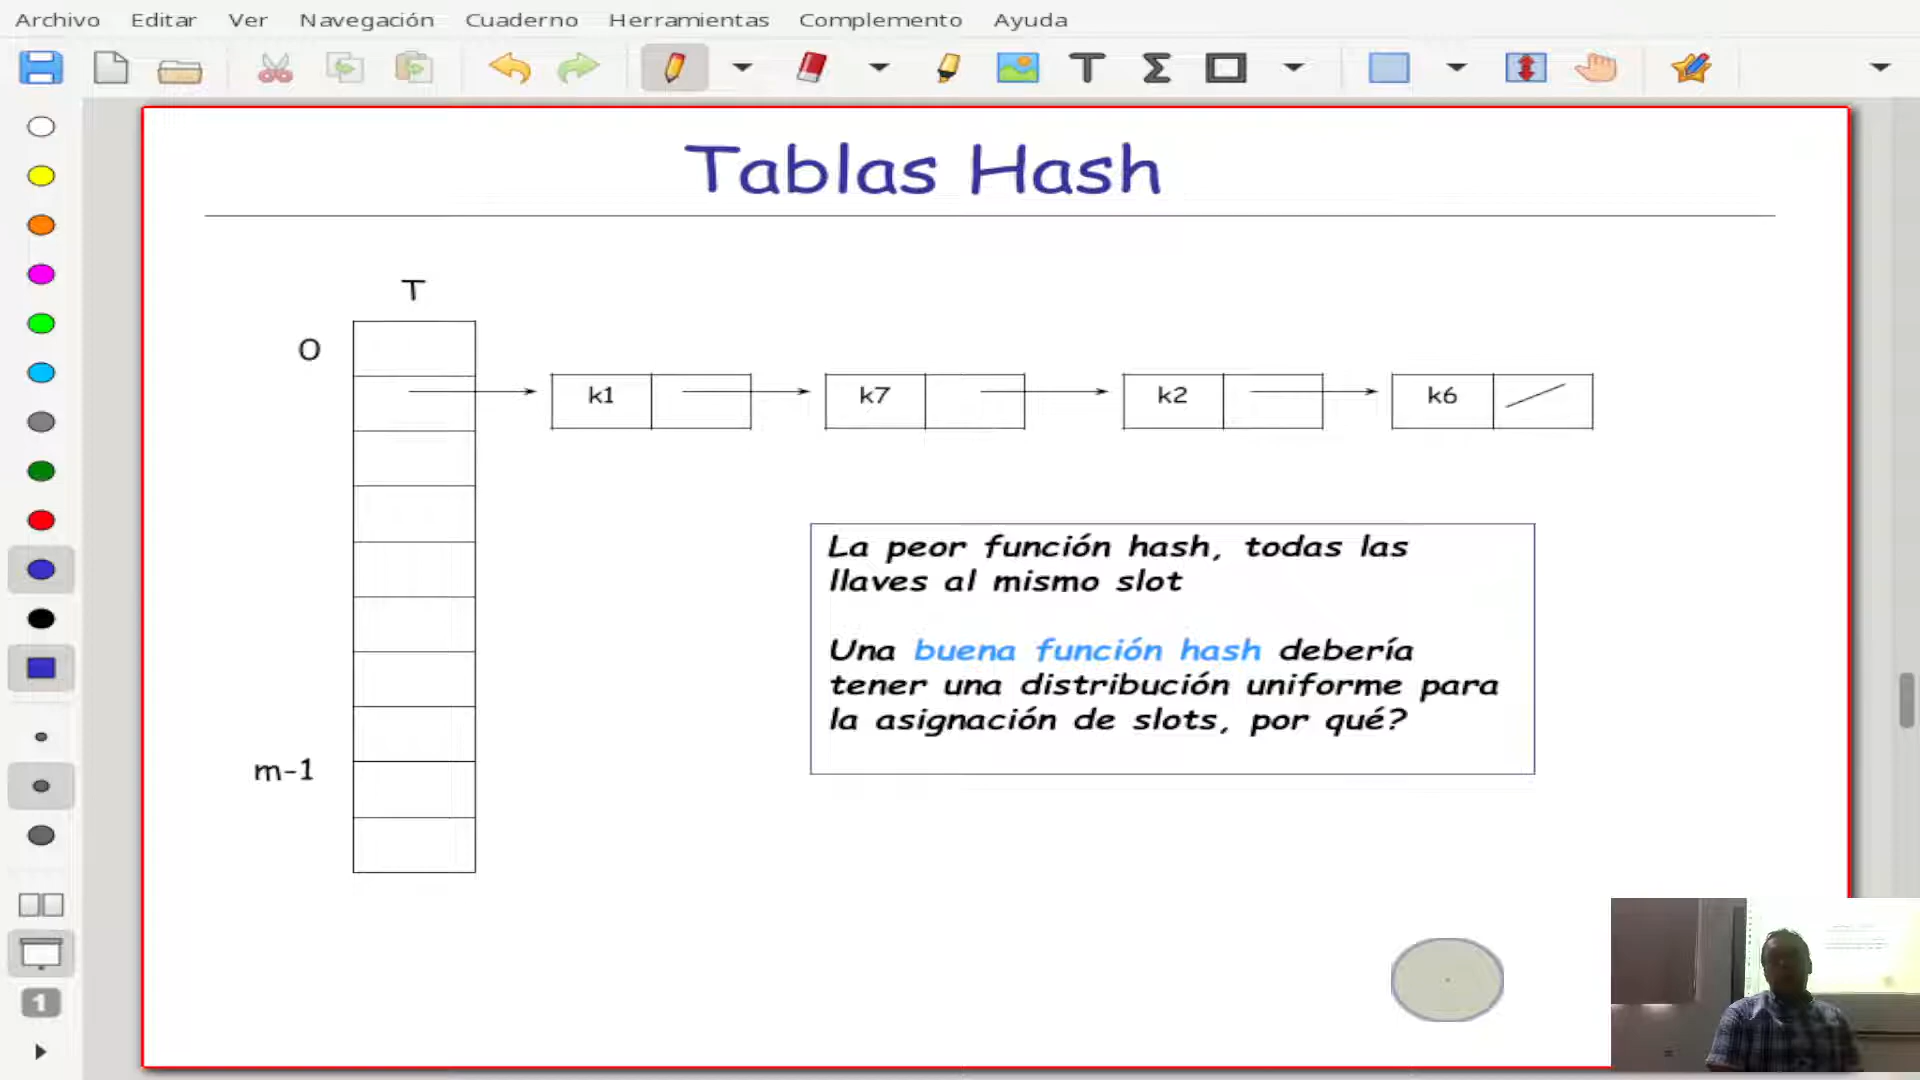 Archivo Editar Ver Navegación Cuaderno Herramientas Complemento Ayuda
Tablas Hash
T
0
k1 k7 k2 k6
La peor función hash, todas las
llaves al mismo slot
Una buena función hash debería
tener una distribución uniforme para
la asignación de slots, por qué?
m-1
1